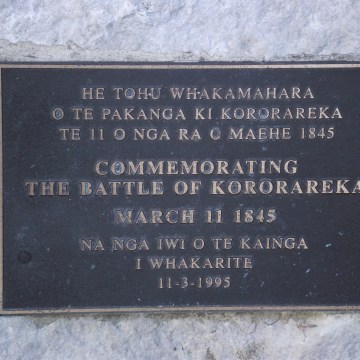 HE TOHU WHAKAMAHARA
O TE PAKANGA KI KORORAREKA
TE 11 O NGA RA O MAEHE 1845
COMMEMORATING
THE BATTLE OF KORORAREKA
MARCH 11 1845
NA NGA IWI O TE KAINGA
I WHAKARITE
11-3-1995